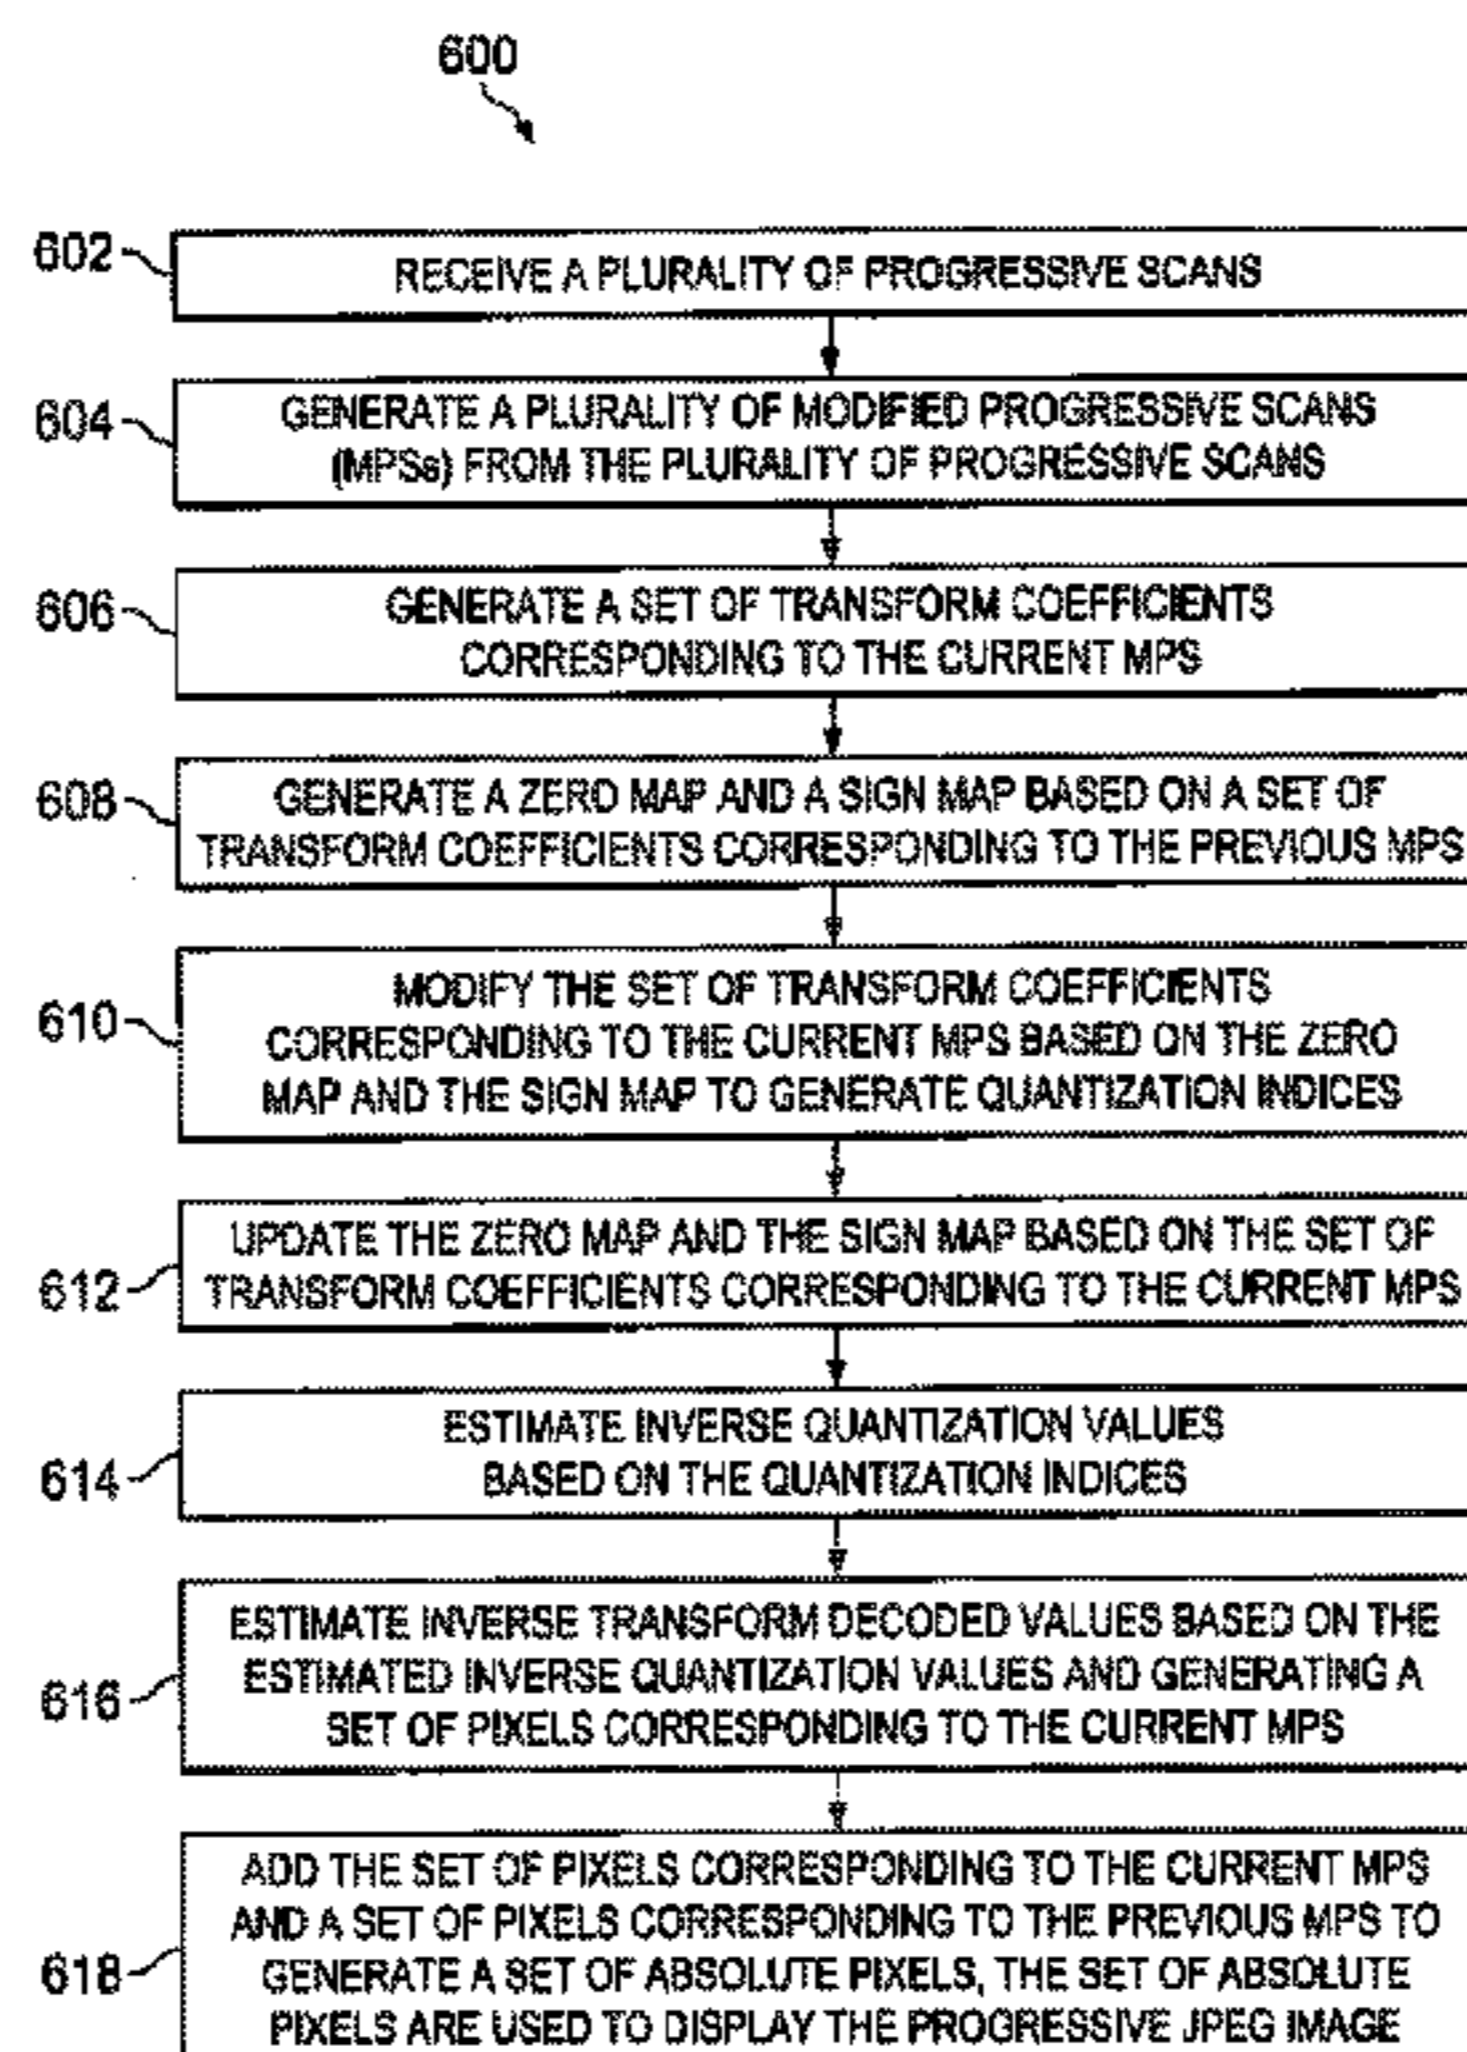 600
602
RECEIVE A PLURALITY OF PROGRESSIVE SCANS
604
GENERATE A PLURALITY OF MODIFIED PROGRESSIVE SCANS
(MPSs) FROM THE PLURALITY OF PROGRESSIVE SCANS
606
GENERATE A SET OF TRANSFORM COEFFICIENTS
CORRESPONDING TO THE CURRENT MPS
608
GENERATE A ZERO MAP AND A SIGN MAP BASED ON A SET OF
TRANSFORM COEFFICIENTS CORRESPONDING TO THE PREVIOUS MPS
610
MODIFY THE SET OF TRANSFORM COEFFICIENTS
CORRESPONDING TO THE CURRENT MPS BASED ON THE ZERO
MAP AND THE SIGN MAP TO GENERATE QUANTIZATION INDICES
612
UPDATE THE ZERO MAP AND THE SIGN MAP BASED ON THE SET OF
TRANSFORM COEFFICIENTS CORRESPONDING TO THE CURRENT MPS
614
ESTIMATE INVERSE QUANTIZATION VALUES
BASED ON THE QUANTIZATION INDICES
616
ESTIMATE INVERSE TRANSFORM DECODED VALUES BASED ON THE
ESTIMATED INVERSE QUANTIZATION VALUES AND GENERATING A
SET OF PIXELS CORRESPONDING TO THE CURRENT MPS
618
ADD THE SET OF PIXELS CORRESPONDING TO THE CURRENT MPS
AND A SET OF PIXELS CORRESPONDING TO THE PREVIOUS MPS TO
GENERATE A SET OF ABSOLUTE PIXELS, THE SET OF ABSOLUTE
PIXELS ARE USED TO DISPLAY THE PROGRESSIVE JPEG IMAGE